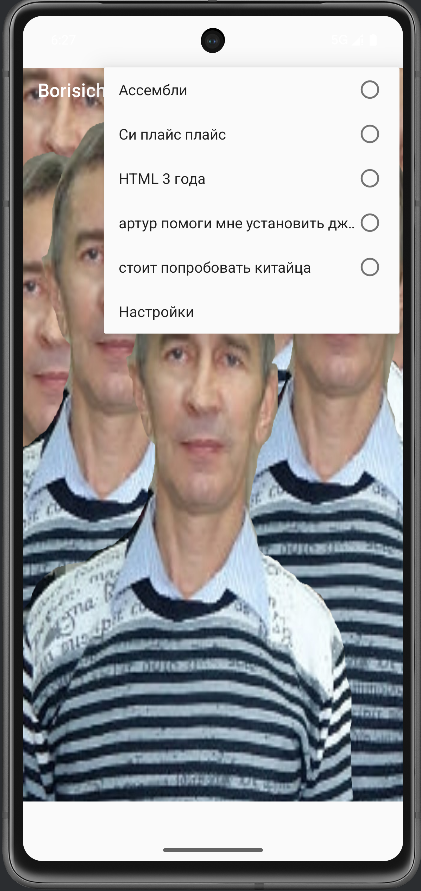 Borisich
Ассембли
Си плайс плайс
HTML 3 года
артур помоги мне установить дж..
стоит попробовать китайца
Настройки